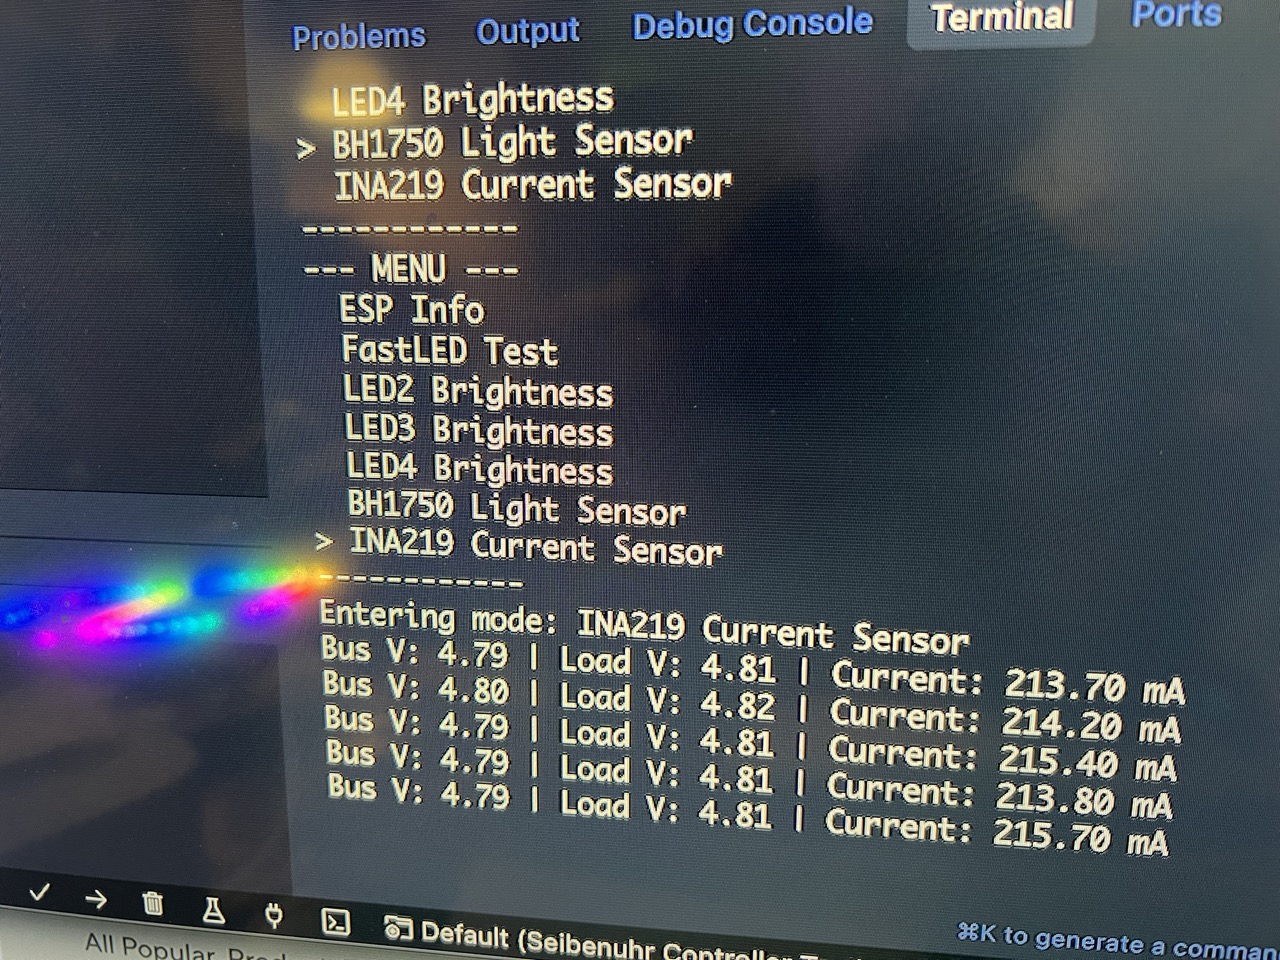 Problems Output Debug Console Terminal Ports
LED4 Brightness
> BH1750 Light Sensor
INA219 Current Sensor
------------
--- MENU ---
ESP Info
FastLED Test
LED2 Brightness
LED3 Brightness
LED4 Brightness
BH1750 Light Sensor
> INA219 Current Sensor
------------
Entering mode: INA219 Current Sensor
Bus V: 4.79 | Load V: 4.81 | Current: 213.70 mA
Bus V: 4.80 | Load V: 4.82 | Current: 214.20 mA
Bus V: 4.79 | Load V: 4.81 | Current: 215.40 mA
Bus V: 4.79 | Load V: 4.81 | Current: 213.80 mA
Bus V: 4.79 | Load V: 4.81 | Current: 215.70 mA
Default (Seibenuhr Controller
⌘K to generate a comman
All Popular